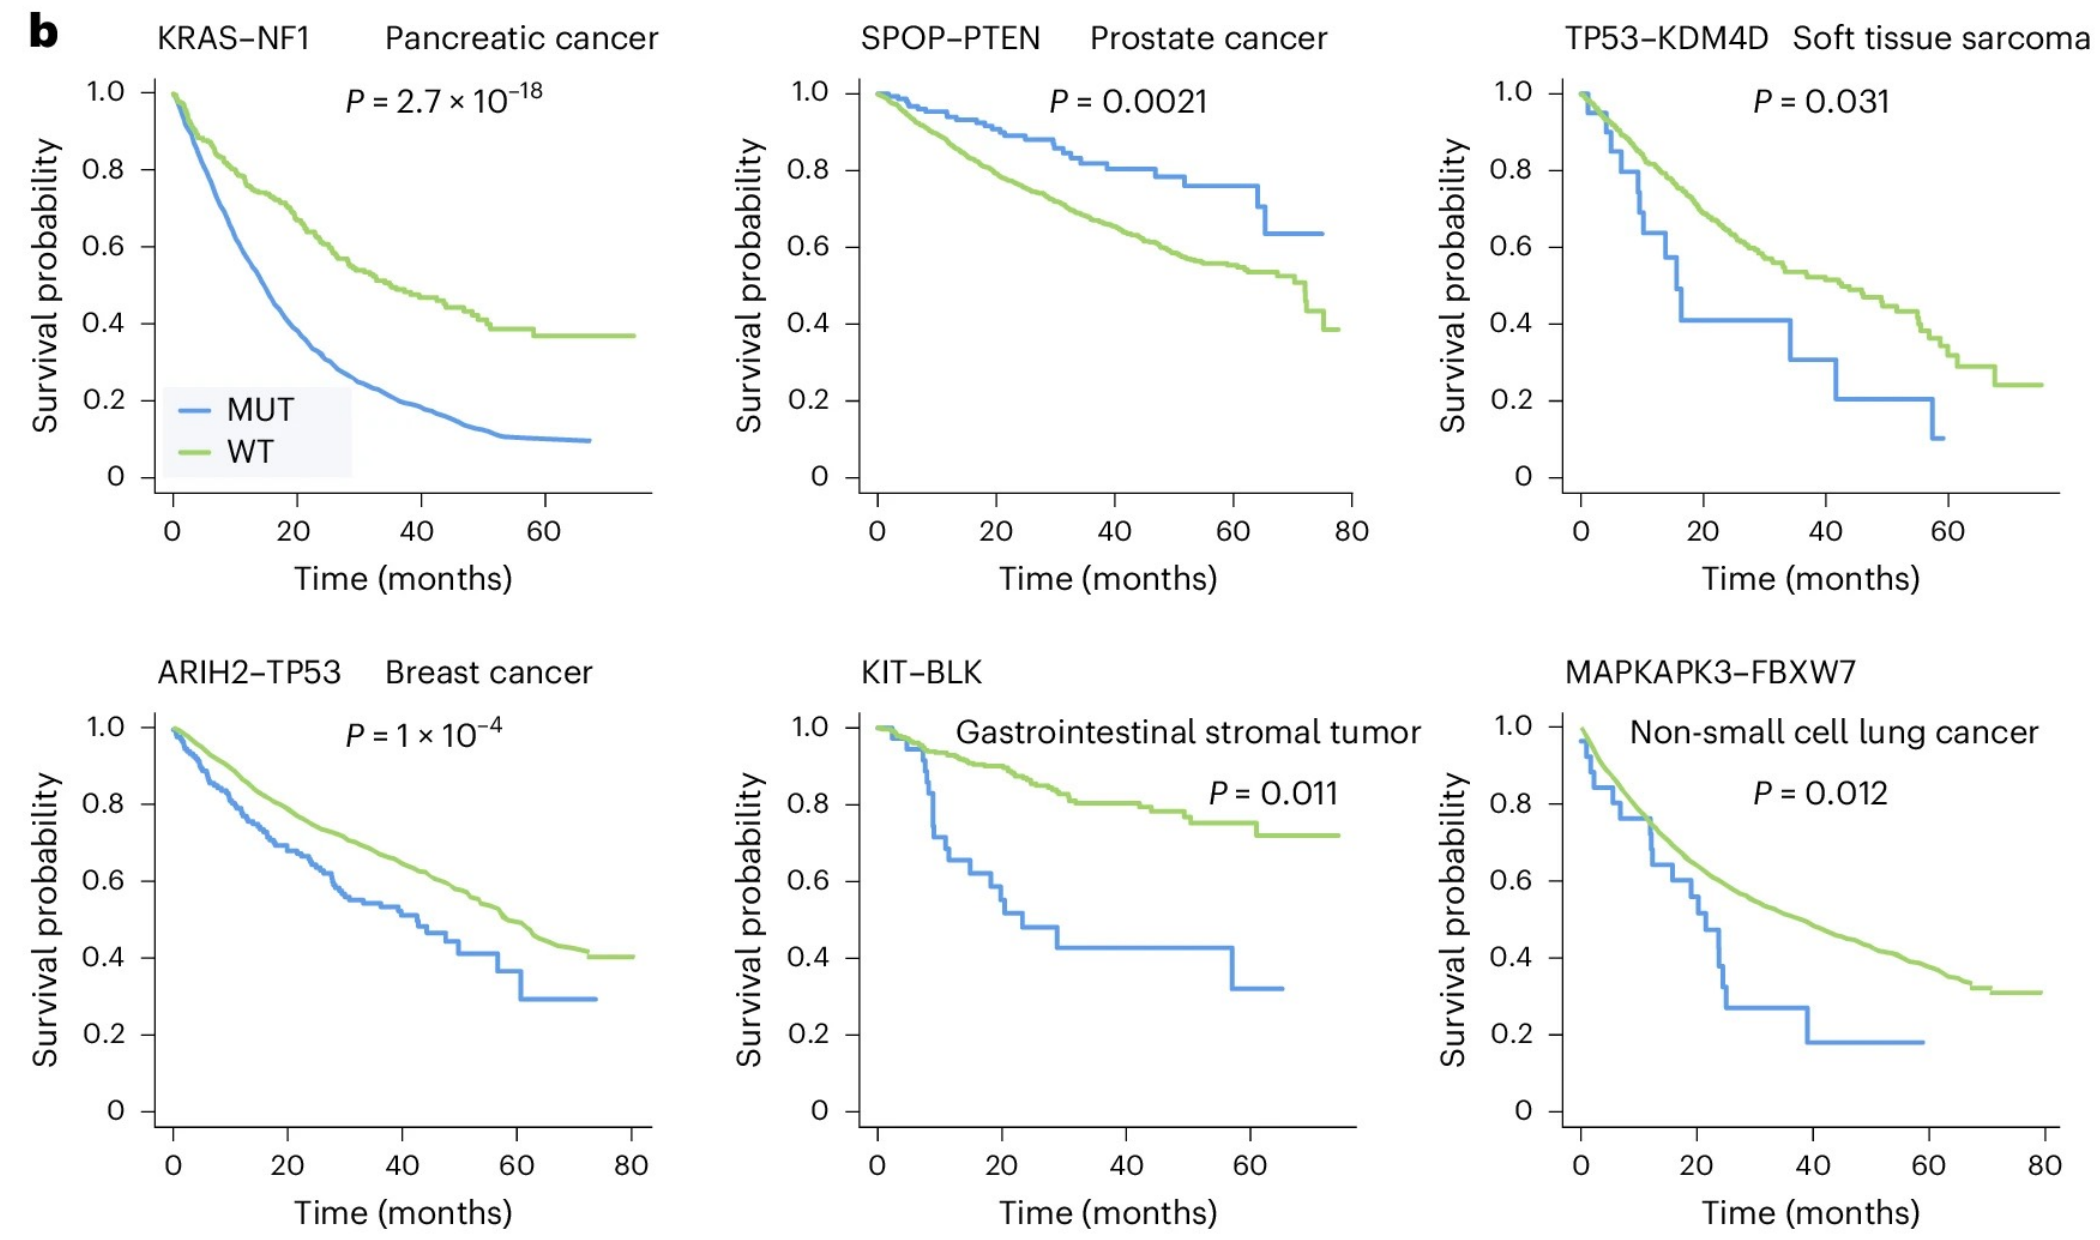 b
KRAS–NF1 Pancreatic cancer
P = 2.7 × 10⁻¹⁸
Survival probability
1.0
0.8
0.6
0.4
0.2
0
MUT
WT
0 20 40 60
Time (months)
SPOP–PTEN Prostate cancer
P = 0.0021
Survival probability
1.0
0.8
0.6
0.4
0.2
0
0 20 40 60 80
Time (months)
TP53–KDM4D Soft tissue sarcoma
P = 0.031
Survival probability
1.0
0.8
0.6
0.4
0.2
0
0 20 40 60
Time (months)
ARIH2–TP53 Breast cancer
P = 1 × 10⁻⁴
Survival probability
1.0
0.8
0.6
0.4
0.2
0
0 20 40 60 80
Time (months)
KIT–BLK
Gastrointestinal stromal tumor
P = 0.011
Survival probability
1.0
0.8
0.6
0.4
0.2
0
0 20 40 60
Time (months)
MAPKAPK3–FBXW7
Non-small cell lung cancer
P = 0.012
Survival probability
1.0
0.8
0.6
0.4
0.2
0
0 20 40 60 80
Time (months)